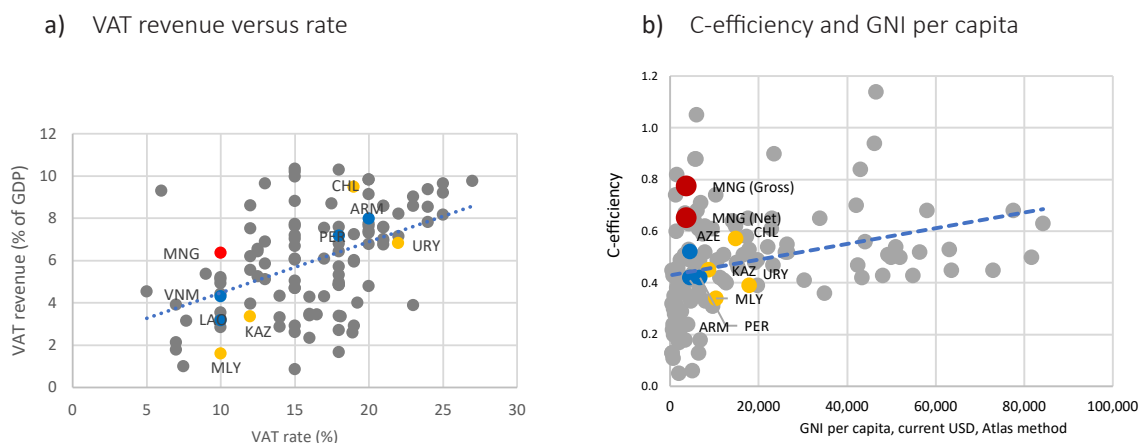 a) VAT revenue versus rate
VAT revenue (% of GDP)
12
10
8
6
4
2
0
0 5 10 15 20 25 30
VAT rate (%)
CHL
ARM
PER
MNG
URY
VNM
LAO
KAZ
MLY
b) C-efficiency and GNI per capita
C-efficiency
1.2
1.0
0.8
0.6
0.4
0.2
0.0
0 20,000 40,000 60,000 80,000 100,000
GNI per capita, current USD, Atlas method
MNG (Gross)
MNG (Net)
AZE
CHL
KAZ
URY
MLY
ARM
PER